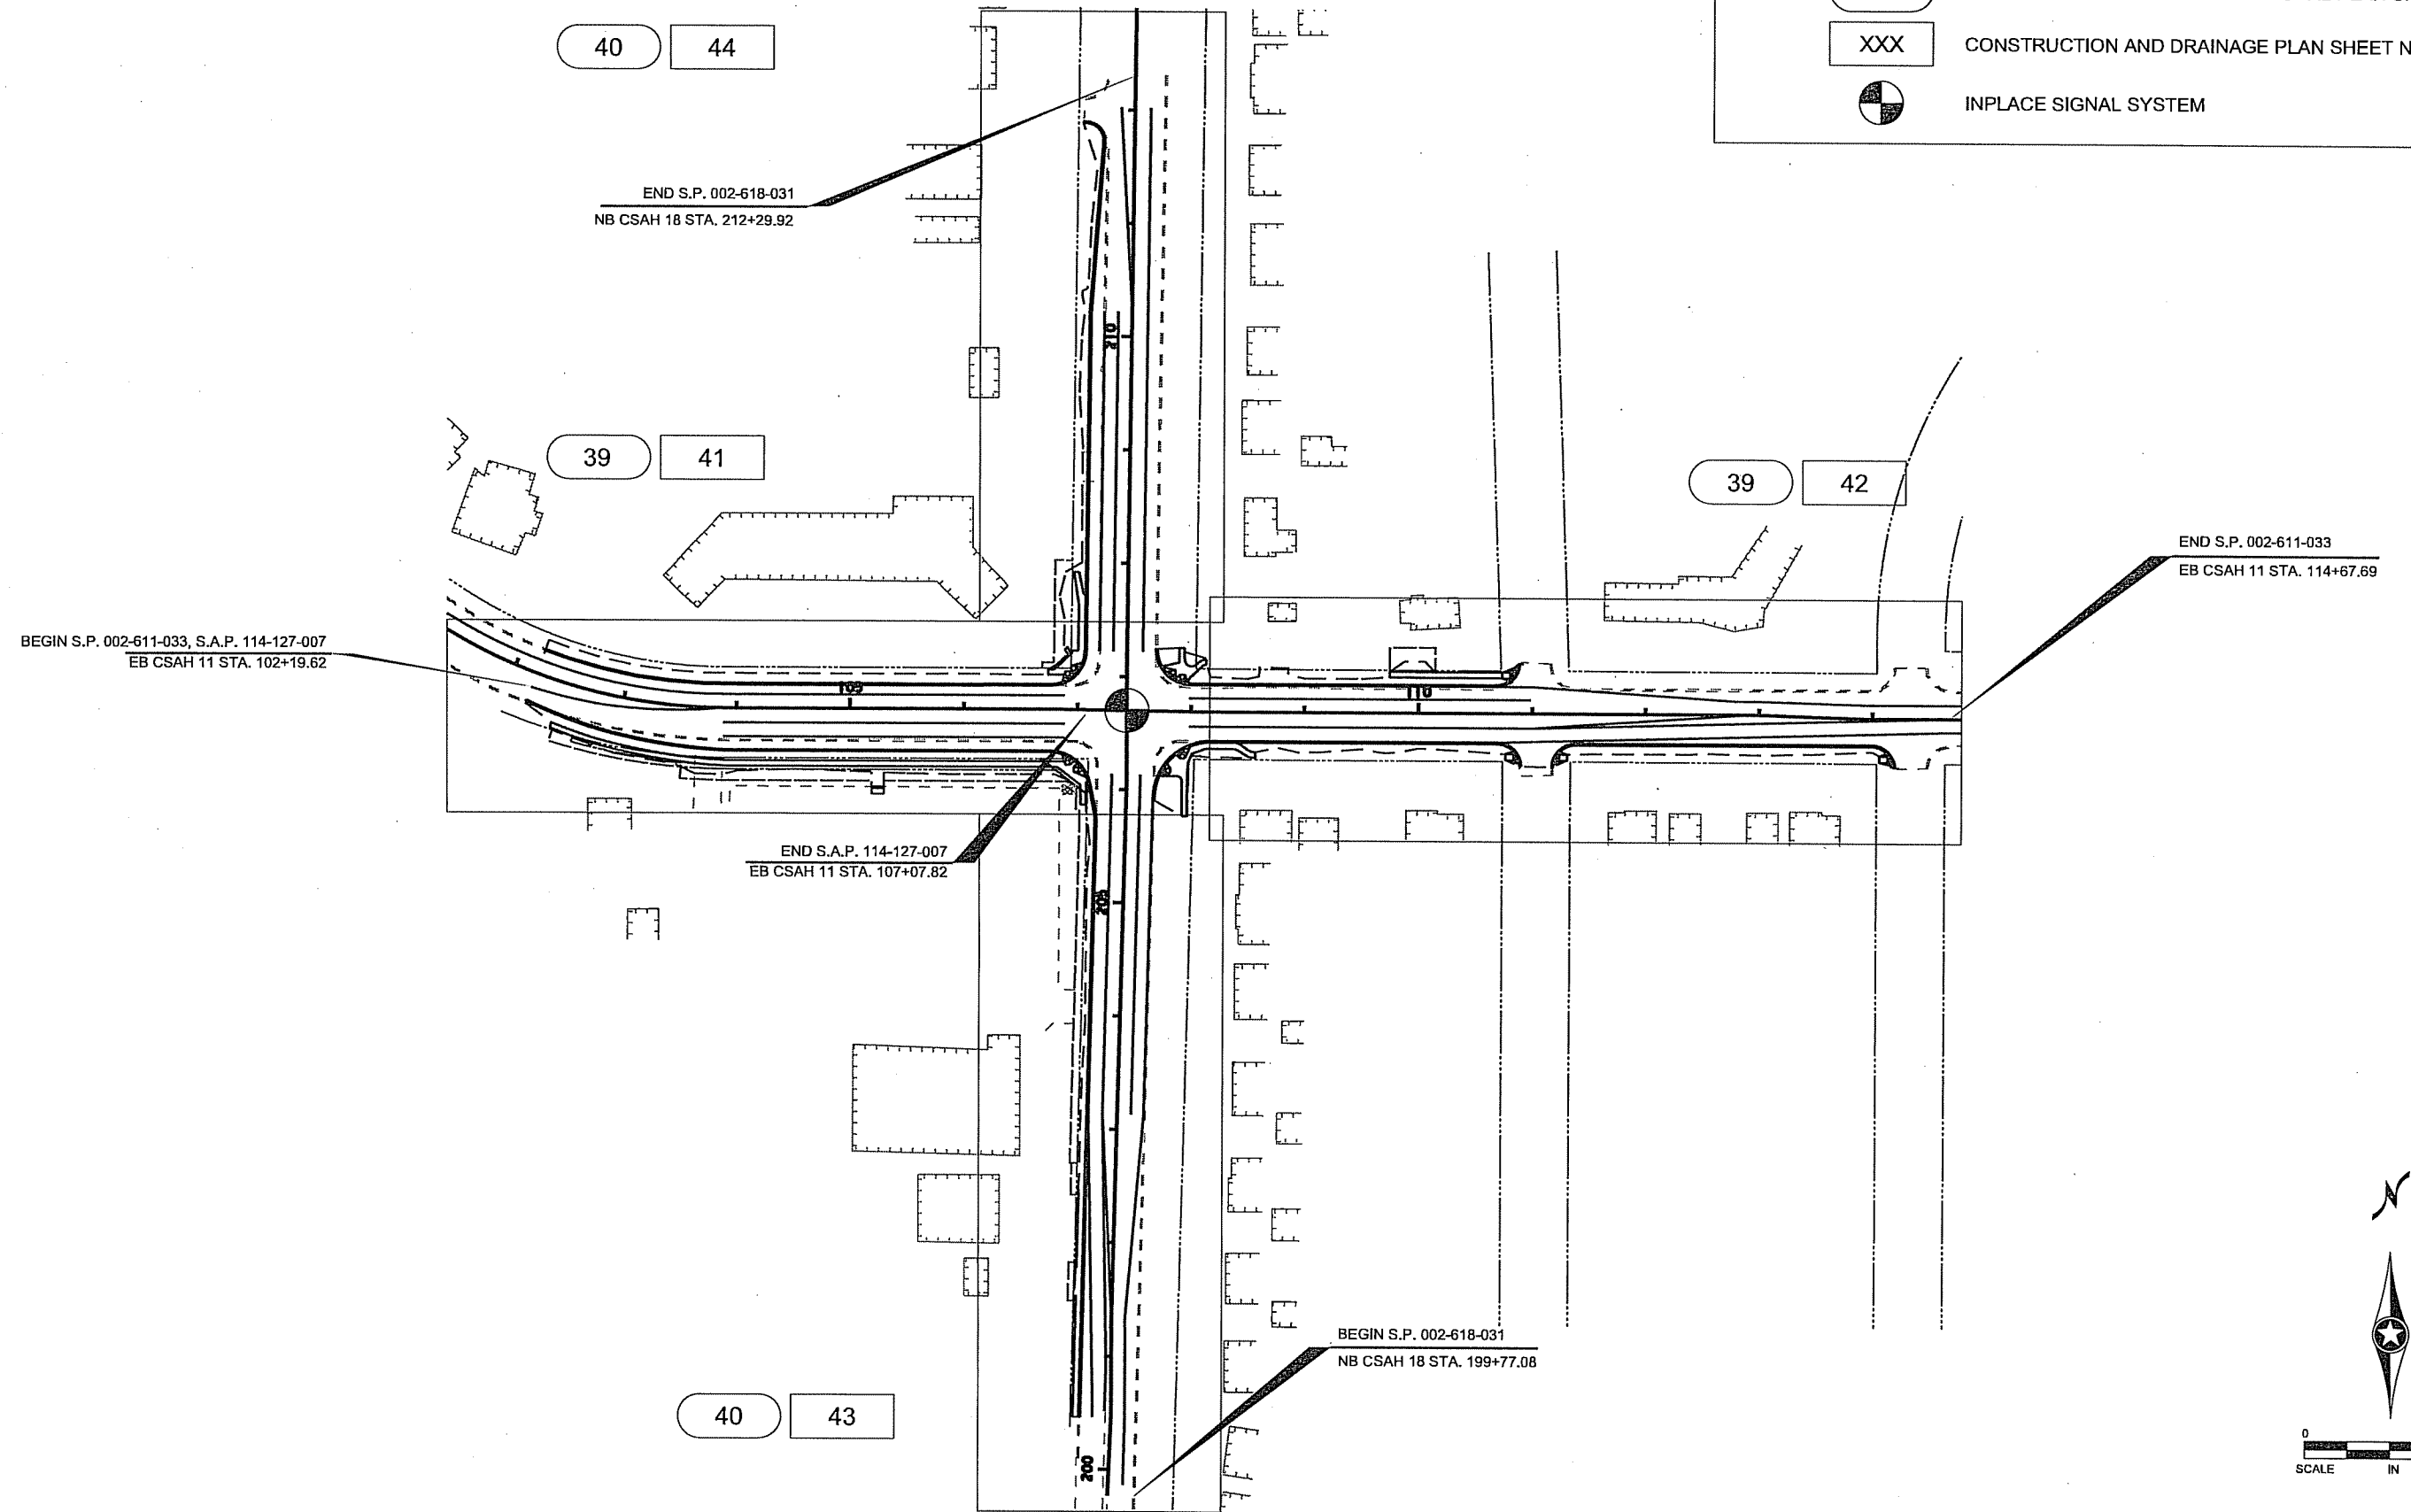 XXX CONSTRUCTION AND DRAINAGE PLAN SHEET
INPLACE SIGNAL SYSTEM
40 44
END S.P. 002-618-031
NB CSAH 18 STA. 212+29.92
210
39 41
39 42
END S.P. 002-611-033
EB CSAH 11 STA. 114+67.69
BEGIN S.P. 002-611-033, S.A.P. 114-127-007
EB CSAH 11 STA. 102+19.62
105
110
END S.A.P. 114-127-007
EB CSAH 11 STA. 107+07.82
205
BEGIN S.P. 002-618-031
NB CSAH 18 STA. 199+77.08
40 43
200
N
0
SCALE IN